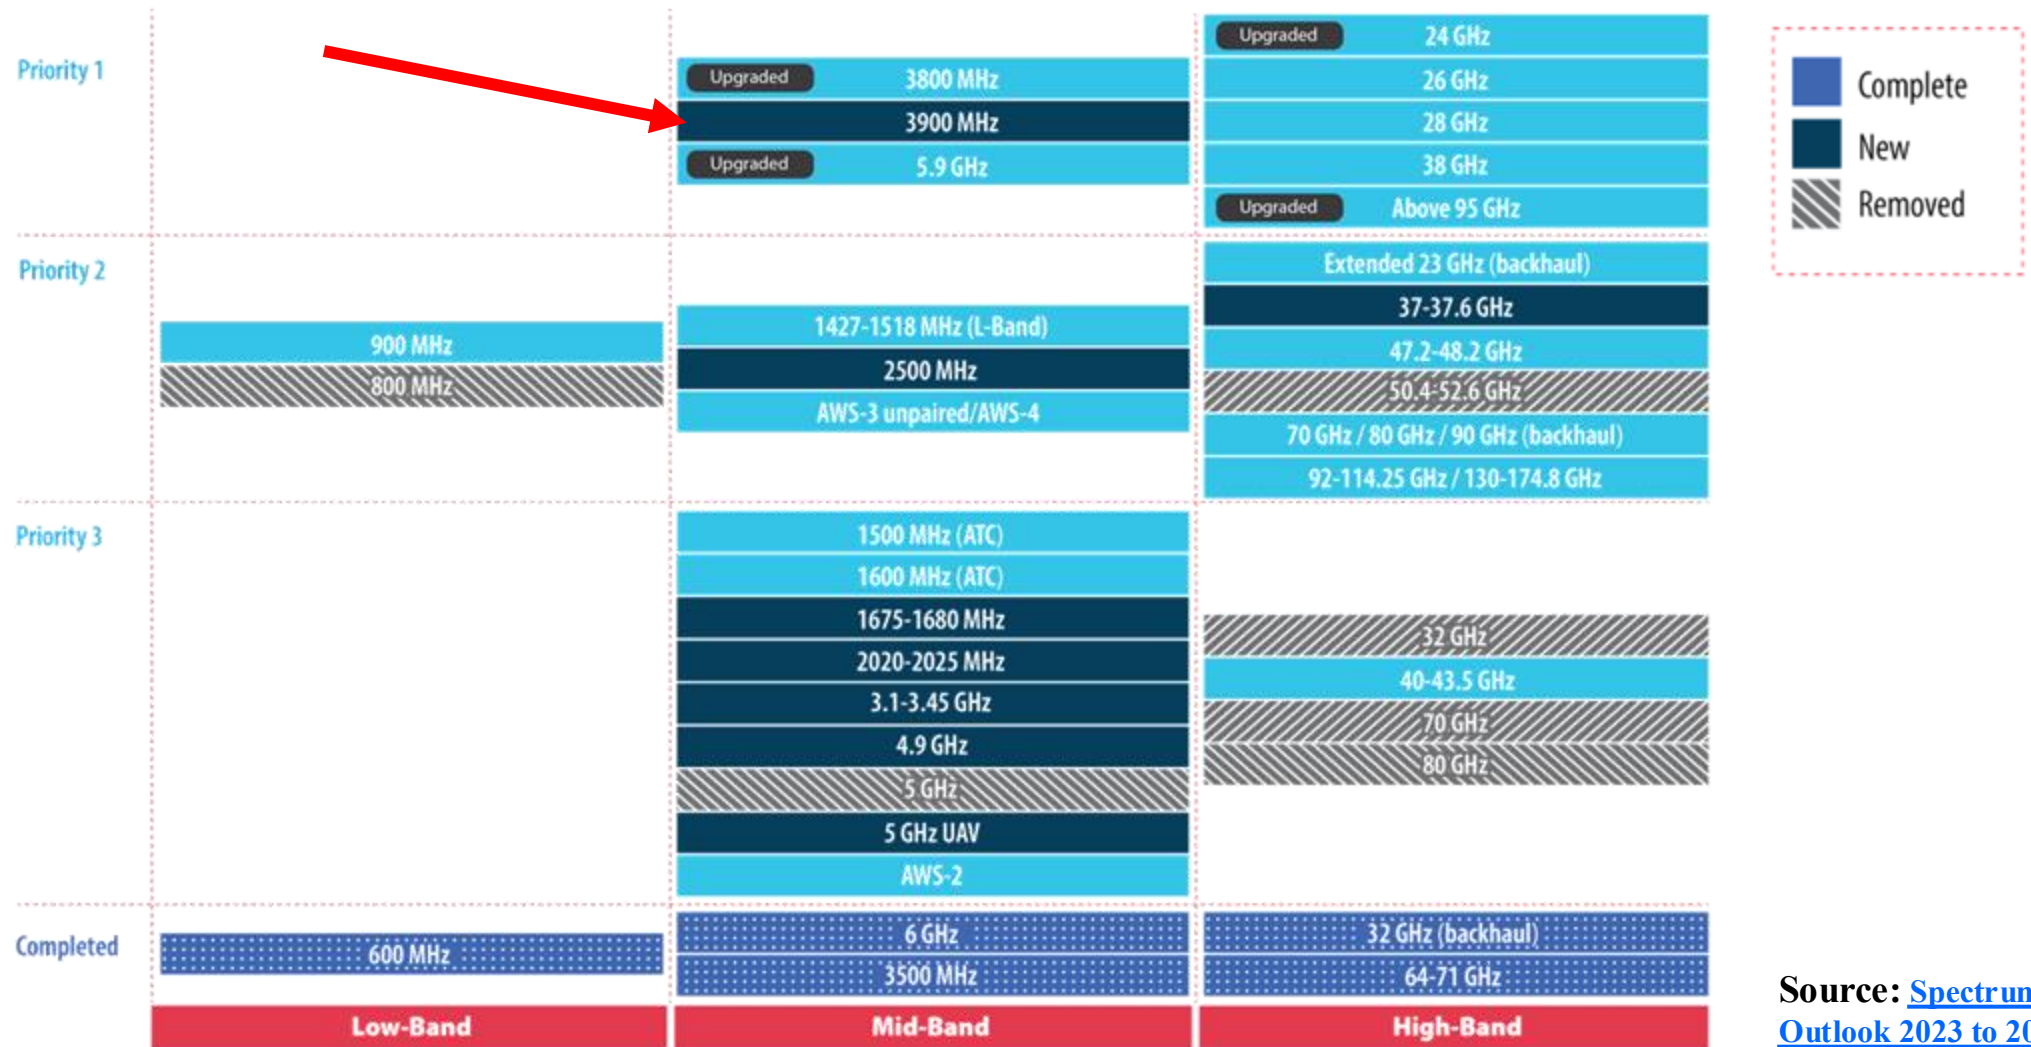 Priority 1
Upgraded 3800 MHz
3900 MHz
Upgraded 5.9 GHz
Upgraded 24 GHz
26 GHz
28 GHz
38 GHz
Upgraded Above 95 GHz
Complete
New
Removed
Priority 2
900 MHz
800 MHz
1427-1518 MHz (L-Band)
2500 MHz
AWS-3 unpaired/AWS-4
Extended 23 GHz (backhaul)
37-37.6 GHz
47.2-48.2 GHz
50.4-52.6 GHz
70 GHz / 80 GHz / 90 GHz (backhaul)
92-114.25 GHz / 130-174.8 GHz
Priority 3
1500 MHz (ATC)
1600 MHz (ATC)
1675-1680 MHz
2020-2025 MHz
3.1-3.45 GHz
4.9 GHz
5 GHz
5 GHz UAV
AWS-2
32 GHz
40-43.5 GHz
70 GHz
80 GHz
Completed
600 MHz
6 GHz
3500 MHz
32 GHz (backhaul)
64-71 GHz
Low-Band
Mid-Band
High-Band
Source:
Outlook 2023 to